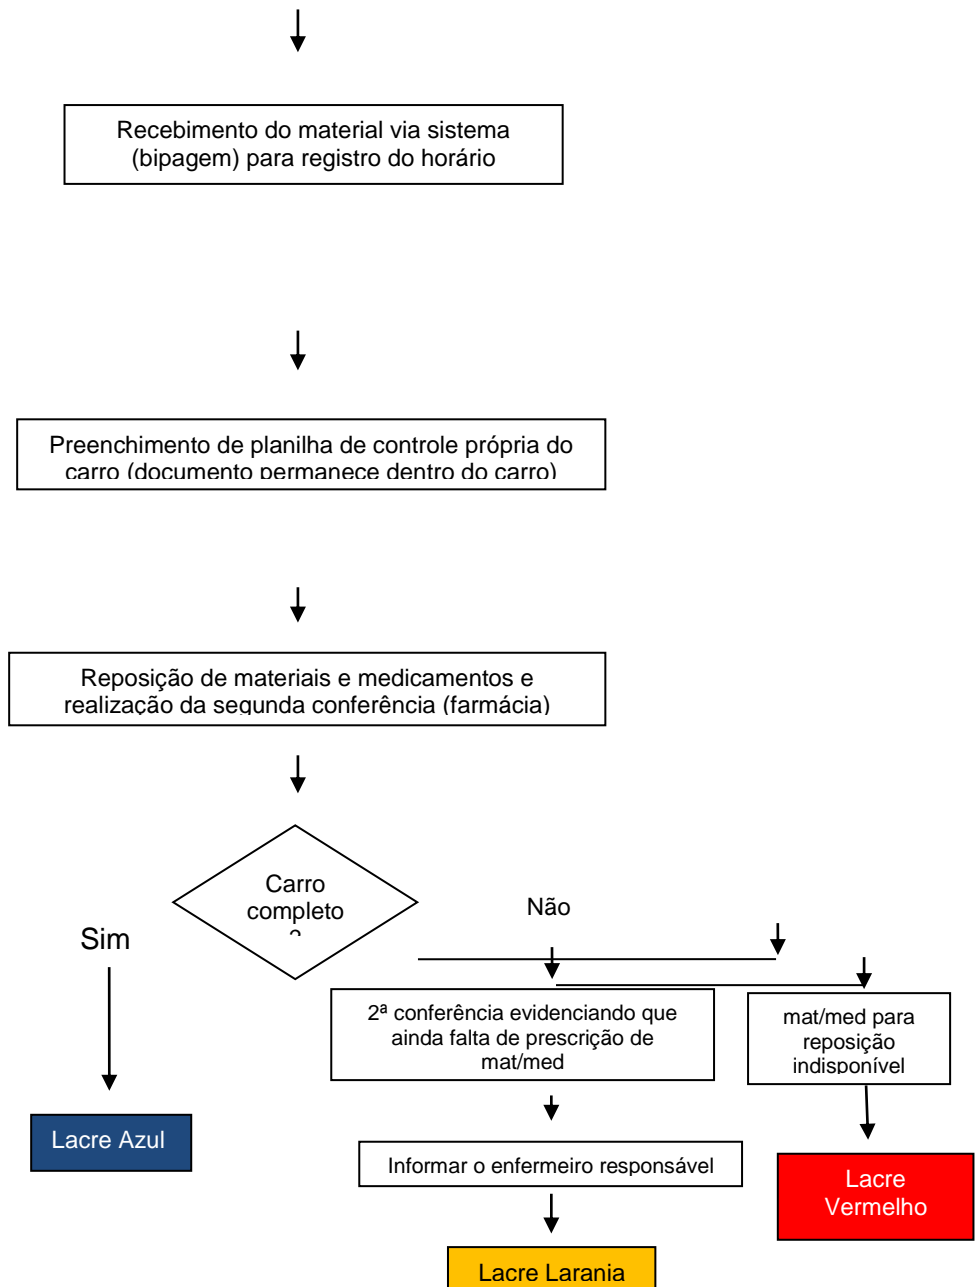 Recebimento do material via sistema
(bipagem) para registro do horário
Preenchimento de planilha de controle própria do
carro (documento permanece dentro do carro)
Reposição de materiais e medicamentos e
realização da segunda conferência (farmácia)
Carro
completo
?
Não
Sim
2ª conferência evidenciando que
ainda falta de prescrição de
mat/med
mat/med para
reposição
indisponível
Lacre Azul
Informar o enfermeiro responsável
Lacre
Vermelho
Lacre Laranja